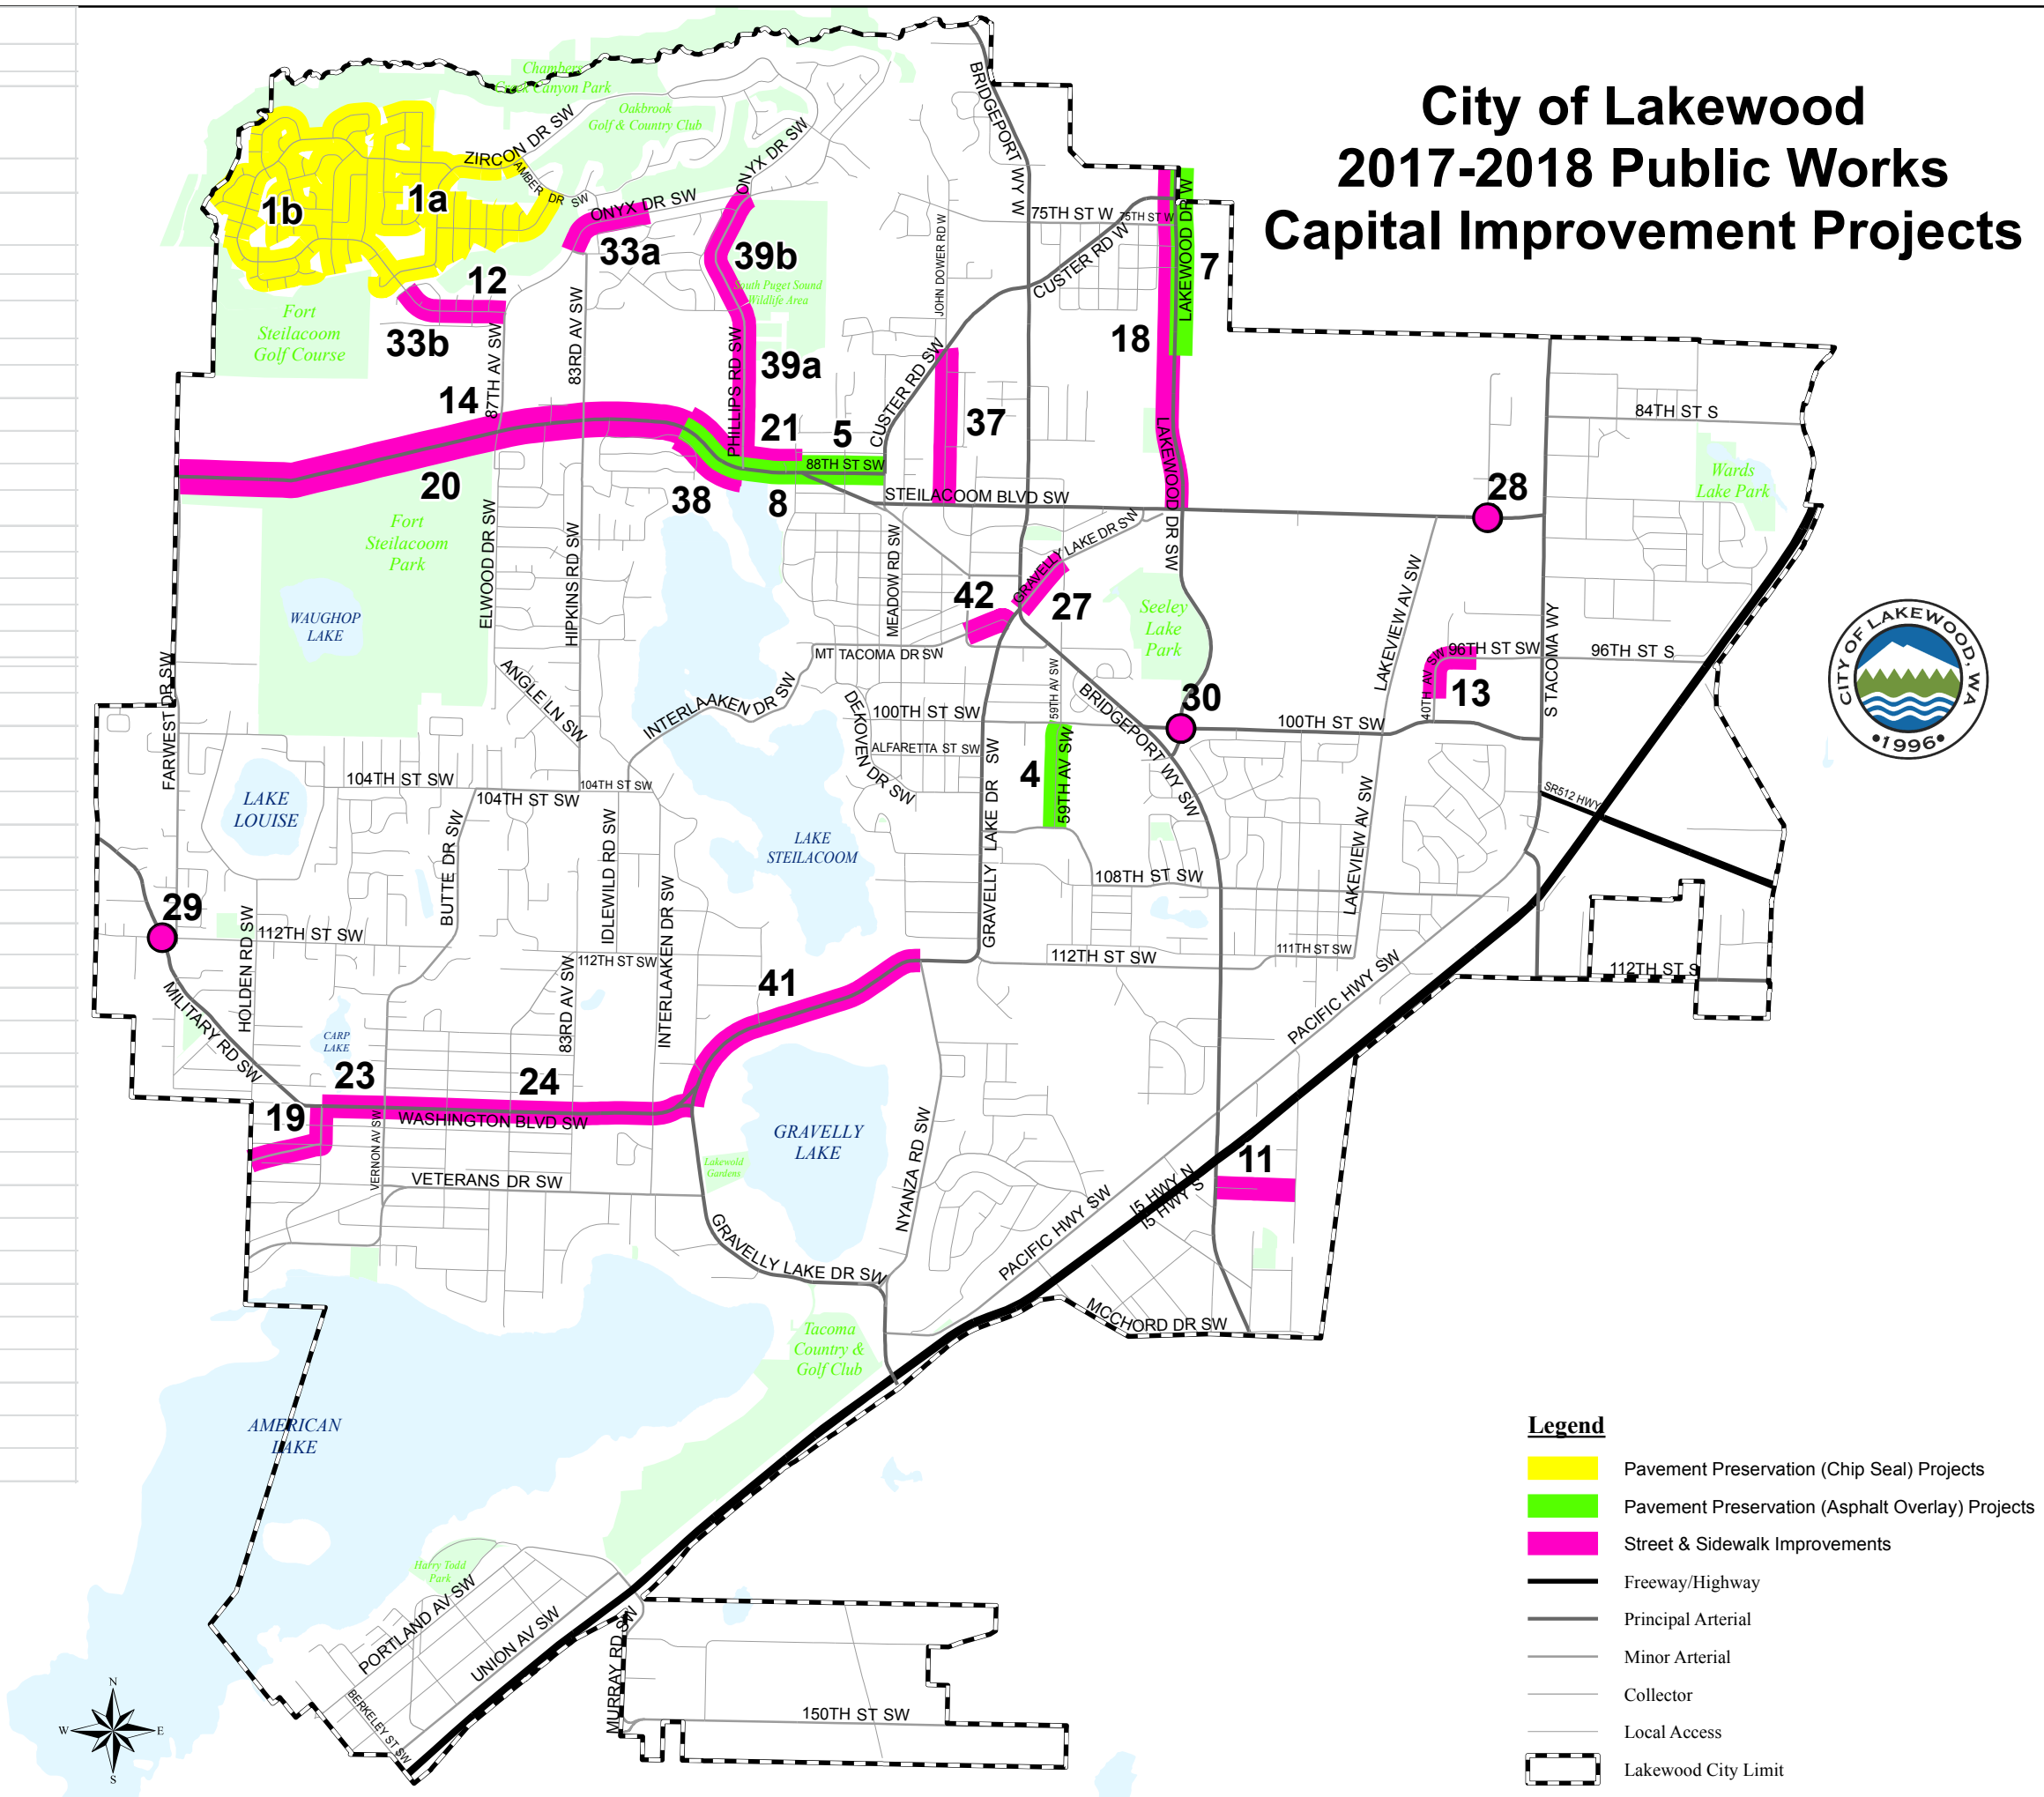 City of Lakewood
2017-2018 Public Works
Capital Improvement Projects
Chambers
Creek Canyon Park
Oakbrook
Golf & Country Club
ZIRCON DR SW
AMBER DR SW
ONYX DR SW
ONYX DR SW
BRIDGEPORT WY W
1b
1a
33a
39b
12
33b
South Puget Sound
Wildlife Area
Fort
Steilacoom
Golf Course
75TH ST W
75TH ST W
LAKEWOOD DR W
7
CUSTER RD W
JOHN DOWER RD W
18
87TH AV SW
83RD AV SW
PHILLIPS RD SW
39a
CUSTER RD SW
14
21
5
37
88TH ST SW
84TH ST S
Wards
Lake Park
20
38
8
STEILACOOM BLVD SW
LAKEWOOD DR SW
28
Fort
Steilacoom
Park
ELWOOD DR SW
HIPKINS RD SW
MEADOW RD SW
GRAVELLY LAKE DR SW
42
27
WAUGHOP
LAKE
Seeley
Lake
Park
LAKEVIEW AV SW
S TACOMA WY
MT TACOMA DR SW
96TH ST SW
96TH ST S
40TH AV SW
13
CITY OF LAKEWOOD, WA
•1996•
FARWEST DR SW
ANGLE LN SW
INTERLAAKEN DR SW
DEKOVEN DR SW
100TH ST SW
59TH AV SW
BRIDGEPORT WY SW
30
100TH ST SW
ALFARETTA ST SW
4
59TH AV SW
104TH ST SW
104TH ST SW
104TH ST SW
LAKE
LOUISE
SR512 HWY
BUTTE DR SW
IDLEWILD RD SW
LAKE
STEILACOOM
GRAVELLY LAKE DR SW
LAKEVIEW AV SW
108TH ST SW
29
HOLDEN RD SW
112TH ST SW
INTERLAAKEN DR SW
112TH ST SW
83RD AV SW
41
112TH ST SW
111TH ST SW
PACIFIC HWY SW
112TH ST S
MILITARY RD SW
CARP
LAKE
23
24
19
WASHINGTON BLVD SW
VERNON AV SW
GRAVELLY
LAKE
Lakewold
Gardens
VETERANS DR SW
NYANZA RD SW
11
I5 HWY N
I5 HWY S
PACIFIC HWY SW
GRAVELLY LAKE DR SW
MCCHORD DR SW
Tacoma
Country &
Golf Club
AMERICAN
LAKE
Harry Todd
Park
PORTLAND AV SW
UNION AV SW
BERKELEY ST SW
MURRAY RD SW
150TH ST SW
N
W
E
S
Legend
Pavement Preservation (Chip Seal) Projects
Pavement Preservation (Asphalt Overlay) Projects
Street & Sidewalk Improvements
Freeway/Highway
Principal Arterial
Minor Arterial
Collector
Local Access
Lakewood City Limit